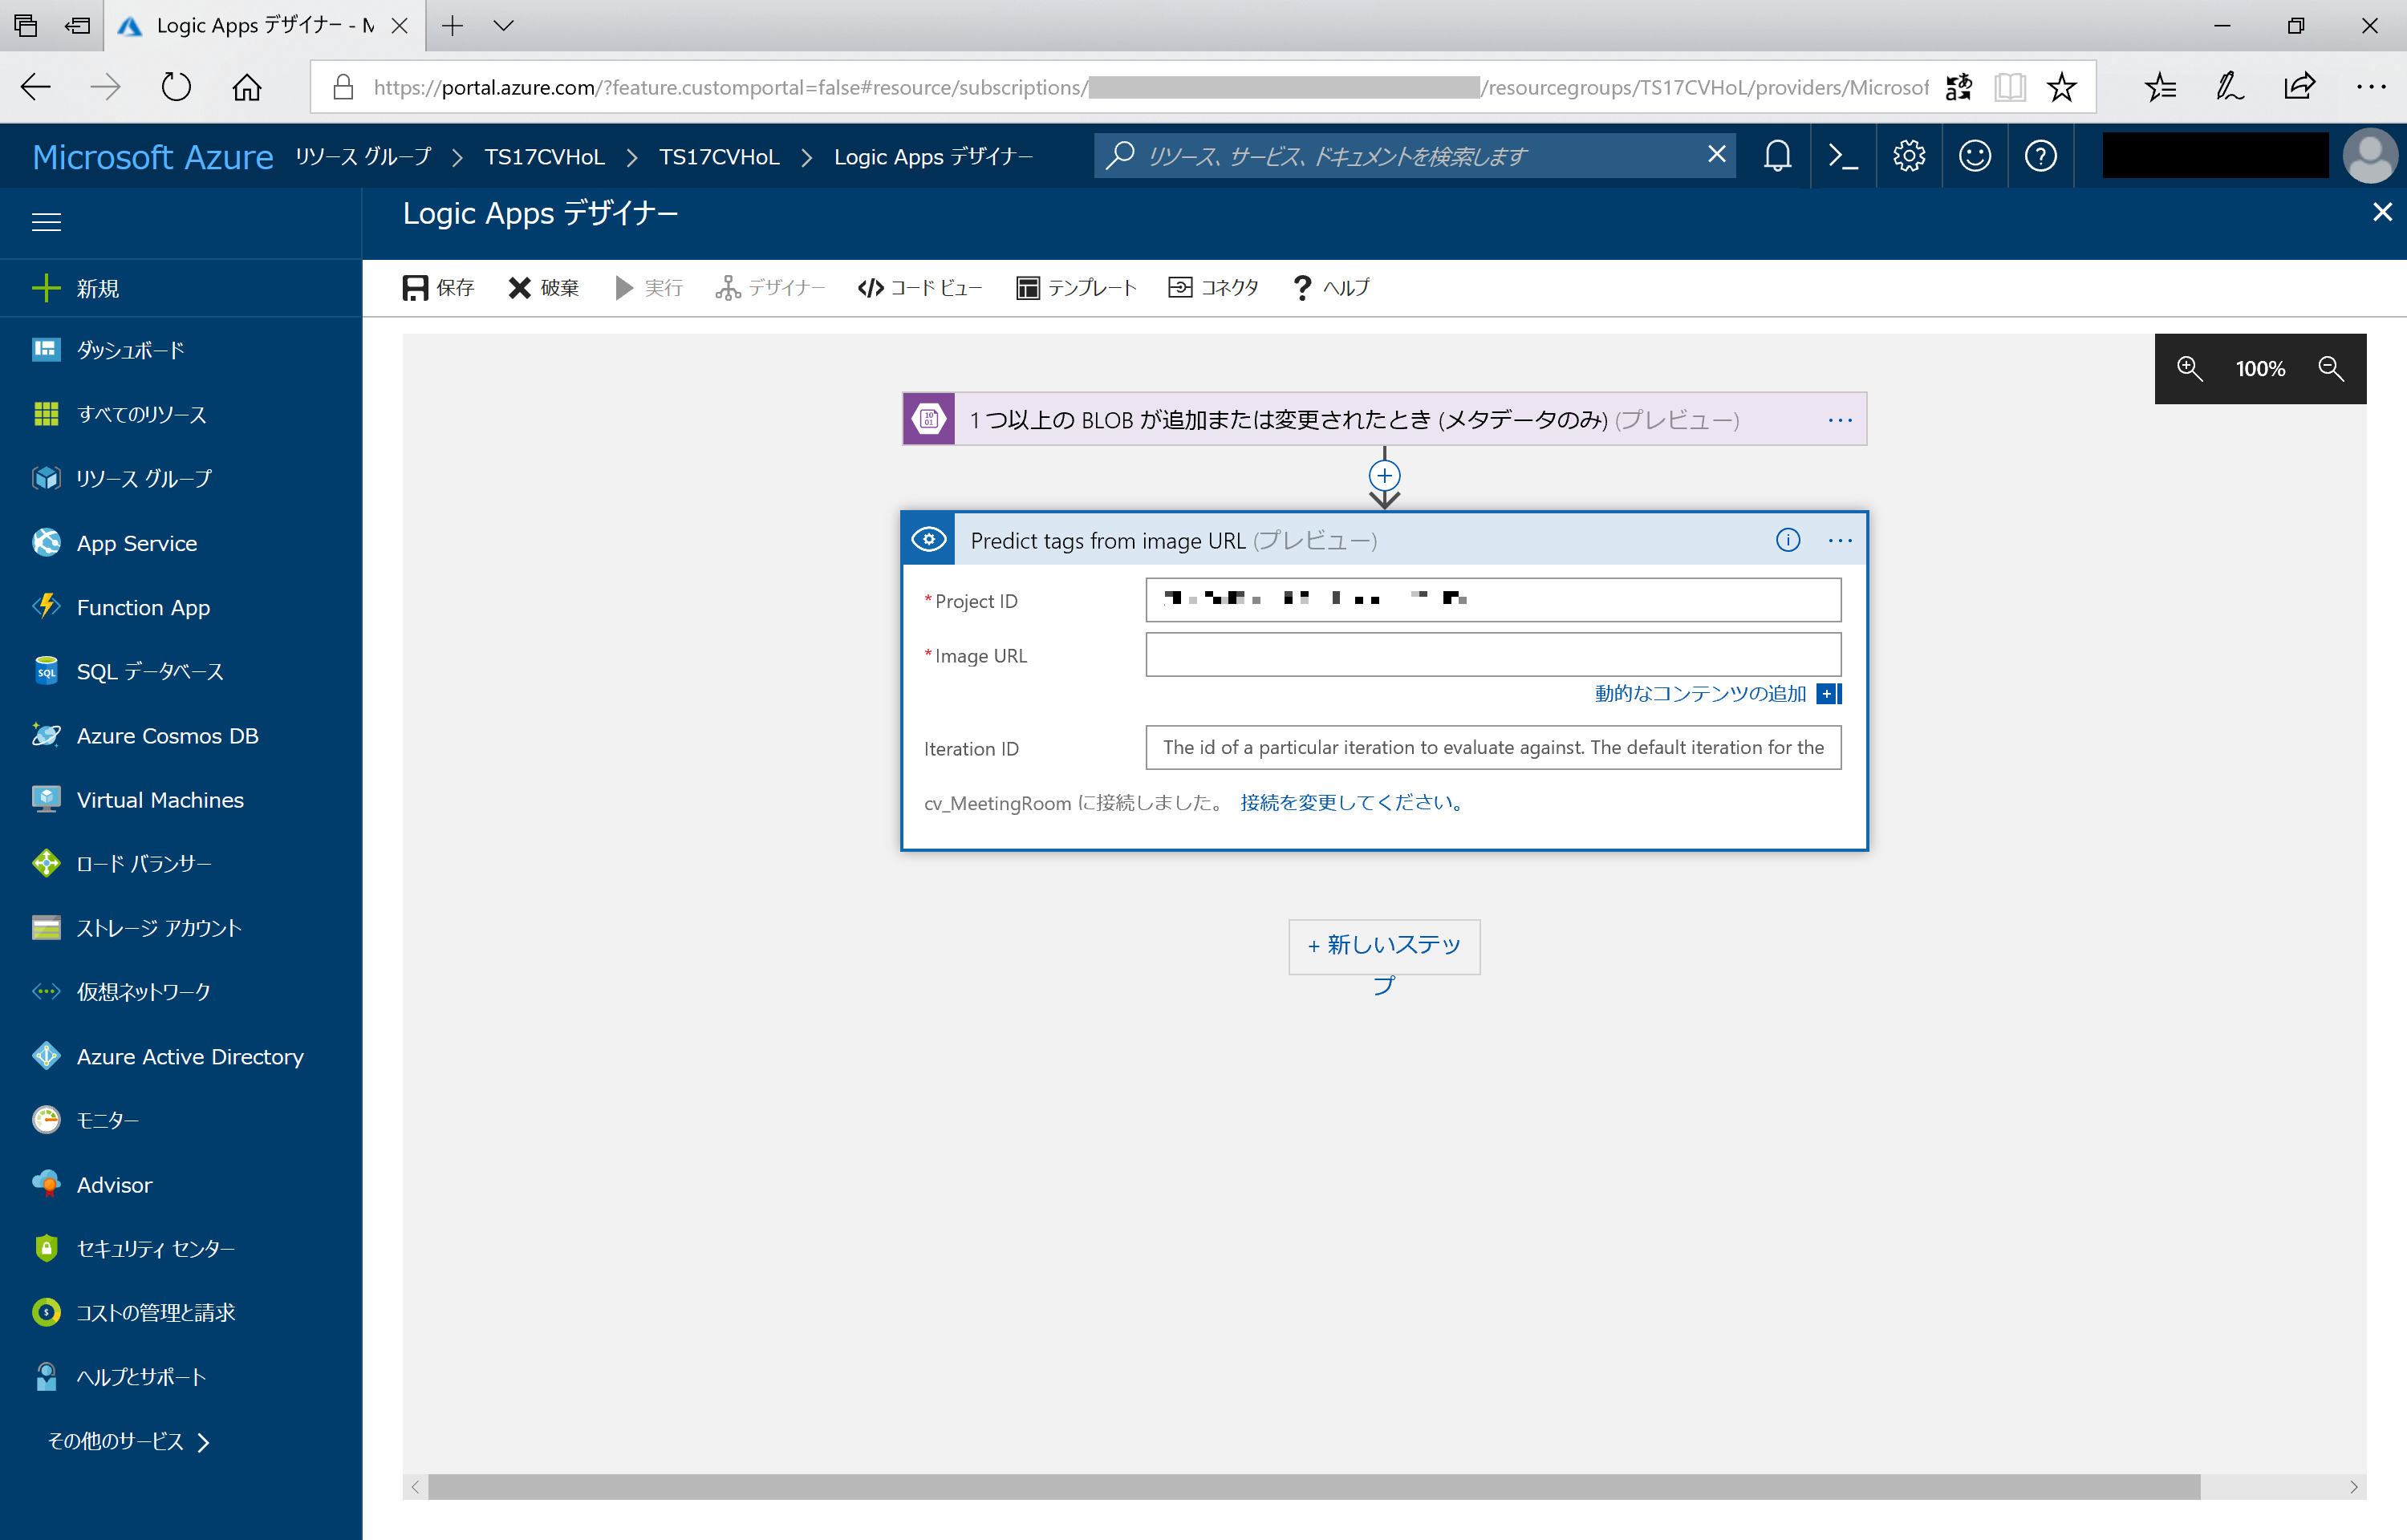 Logic Apps デザイナー - M
https://portal.azure.com/?feature.customportal=false#resource/subscriptions/ /resourcegroups/TS17CVHoL/providers/Microsof
Microsoft Azure リソース グループ > TS17CVHoL > TS17CVHoL > Logic Apps デザイナー
リソース、サービス、ドキュメントを検索します
Logic Apps デザイナー
保存 破棄 実行 デザイナー コード ビュー テンプレート コネクタ ヘルプ
新規
ダッシュボード
すべてのリソース
リソース グループ
App Service
Function App
SQL データベース
Azure Cosmos DB
Virtual Machines
ロード バランサー
ストレージ アカウント
仮想ネットワーク
Azure Active Directory
モニター
Advisor
セキュリティ センター
コストの管理と請求
ヘルプとサポート
その他のサービス >
100%
1 つ以上の BLOB が追加または変更されたとき (メタデータのみ) (プレビュー)
Predict tags from image URL (プレビュー)
* Project ID
* Image URL
動的なコンテンツの追加
Iteration ID The id of a particular iteration to evaluate against. The default iteration for the
cv_MeetingRoom に接続しました。 接続を変更してください。
+ 新しいステッ
プ